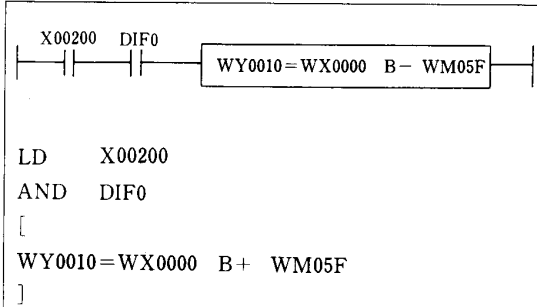 X00200 DIF0
WY0010=WX0000 B- WM05F
LD X00200
AND DIF0
[
WY0010=WX0000 B+ WM05F
]